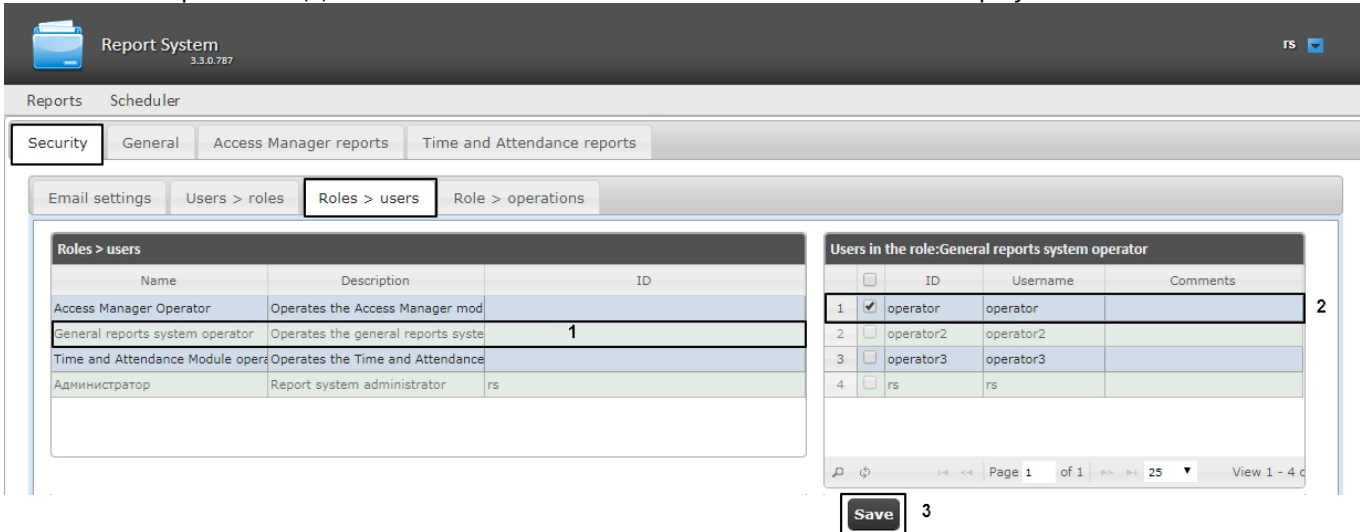 Report System
3.3.0.787
rs
Reports Scheduler
Security General Access Manager reports Time and Attendance reports
Email settings Users > roles Roles > users Role > operations
Roles > users
Name Description ID
Access Manager Operator Operates the Access Manager mod
General reports system operator Operates the general reports syste 1
Time and Attendance Module opera Operates the Time and Attendance
Администратор Report system administrator rs
Users in the role:General reports system operator
ID Username Comments
1 operator operator 2
2 operator2 operator2
3 operator3 operator3
4 rs rs
Page 1 of 1 25 View 1 - 4
Save 3